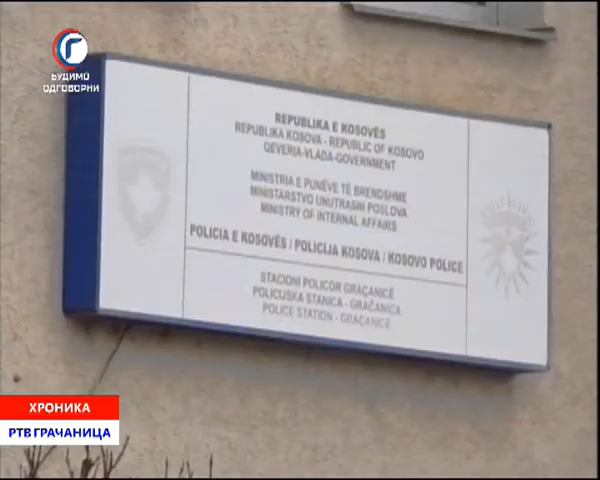 БУДИМО
ОДГОВОРНИ
REPUBLIKA E KOSOVËS
REPUBLIKA KOSOVA - REPUBLIC OF KOSOVO
QEVERIA-VLADA-GOVERNMENT
MINISTRIA E PUNËVE TË BRENDSHME
MINISTARSTVO UNUTRASNI POSLOVA
MINISTRY OF INTERNAL AFFAIRS
POLICIA E KOSOVËS / POLICIJA KOSOVA / KOSOVO POLICE
STACIONI POLICOR GRAÇANICË
POLICIJSKA STANICA - GRAČANICA
POLICE STATION - GRAÇANICË
ХРОНИКА
РТВ ГРАЧАНИЦА